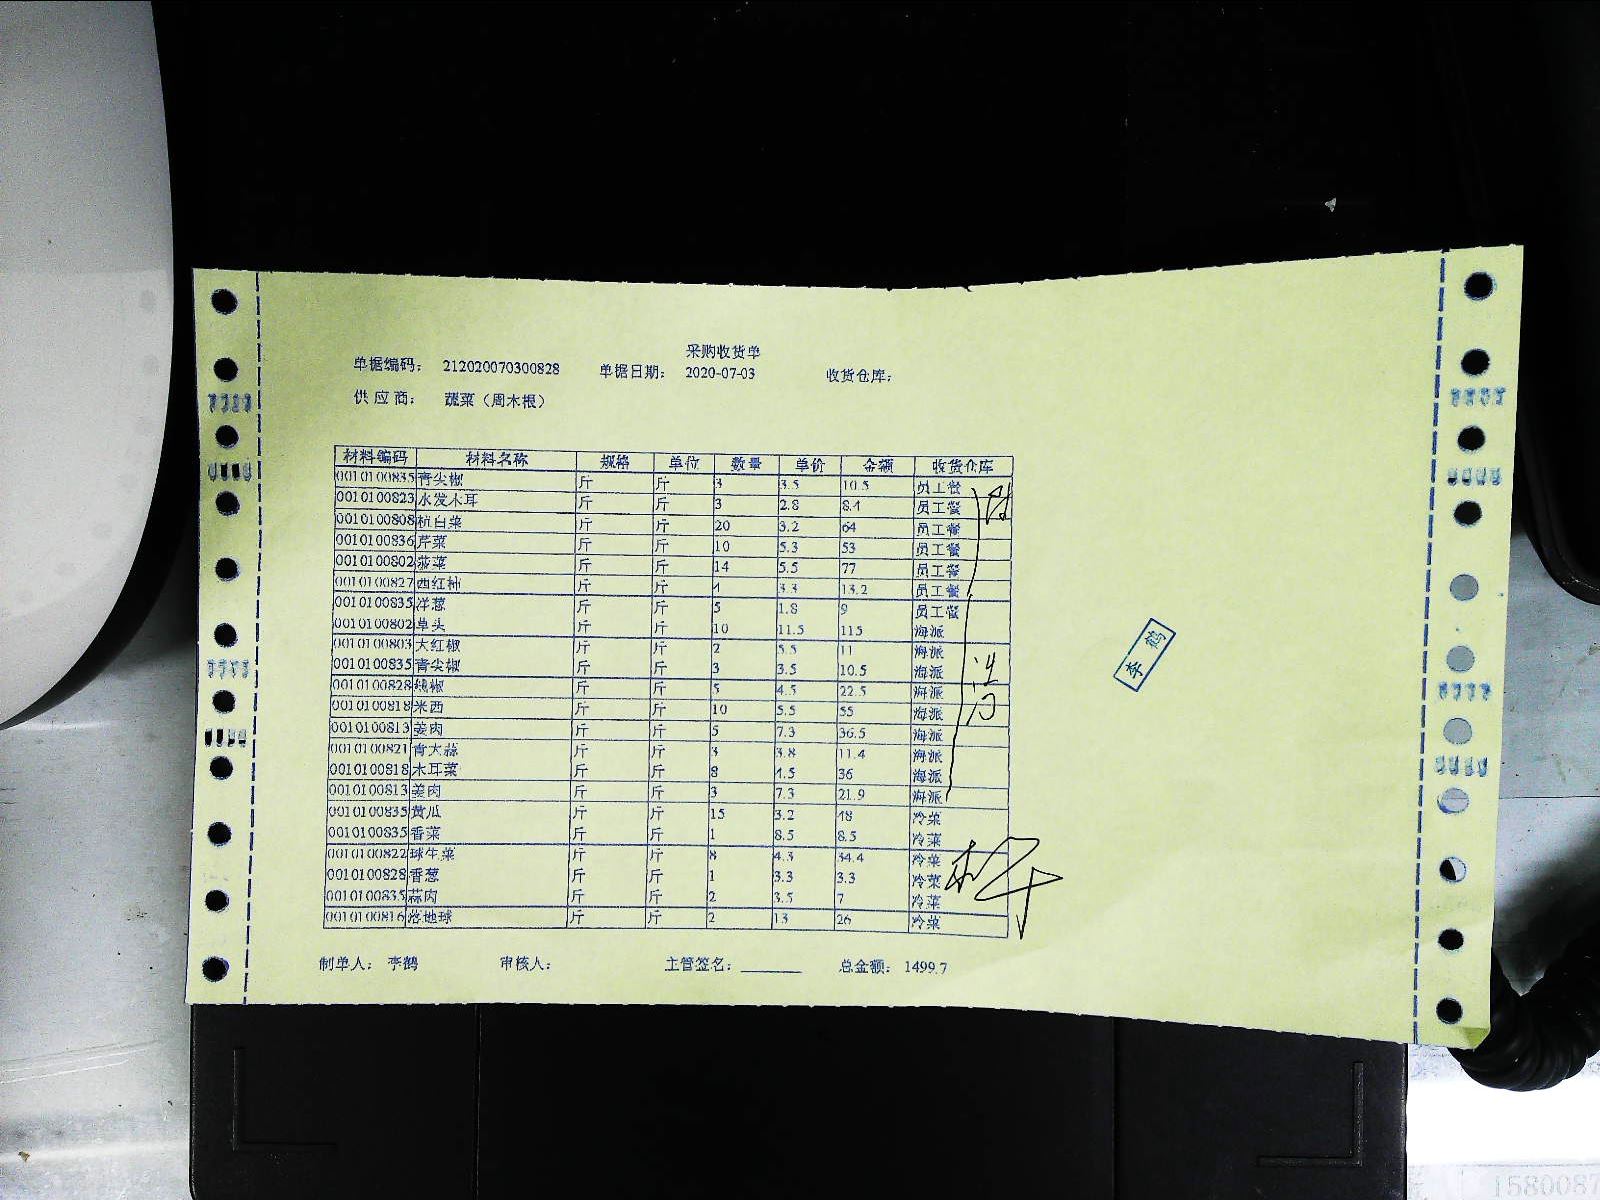 采购收货单
单据编码： 212020070300828 单据日期： 2020-07-03 收货仓库：
供应商： 蔬菜（周木根）
材料编码 材料名称 规格 单位 数量 单价 金额 收货仓库
0010100835 青尖椒 斤 斤 3 3.5 10.5 员工餐
0010100823 水发木耳 斤 斤 3 2.8 8.4 员工餐
0010100808 杭白菜 斤 斤 20 3.2 64 员工餐
0010100836 芹菜 斤 斤 10 5.3 53 员工餐
0010100802 菠菜 斤 斤 14 5.5 77 员工餐
0010100827 西红柿 斤 斤 4 3.3 13.2 员工餐
0010100835 洋葱 斤 斤 5 1.8 9 员工餐
0010100802 草头 斤 斤 10 11.5 115 海派
0010100803 大红椒 斤 斤 2 5.5 11 海派
0010100835 青尖椒 斤 斤 3 3.5 10.5 海派
0010100828 线椒 斤 斤 5 4.5 22.5 海派
0010100818 米西 斤 斤 10 5.5 55 海派
0010100813 姜肉 斤 斤 5 7.3 36.5 海派
0010100821 青大蒜 斤 斤 3 3.8 11.4 海派
0010100818 木耳菜 斤 斤 8 4.5 36 海派
0010100813 姜肉 斤 斤 3 7.3 21.9 海派
0010100835 黄瓜 斤 斤 15 3.2 48 冷菜
0010100835 香菜 斤 斤 1 8.5 8.5 冷菜
0010100822 球生菜 斤 斤 8 4.3 34.4 冷菜
0010100828 香葱 斤 斤 1 3.3 3.3 冷菜
0010100835 蒜肉 斤 斤 2 3.5 7 冷菜
0010100816 落地球 斤 斤 2 13 26 冷菜
李鹤
制单人： 李鹤 审核人： 主管签名： 总金额： 1499.7
1580087